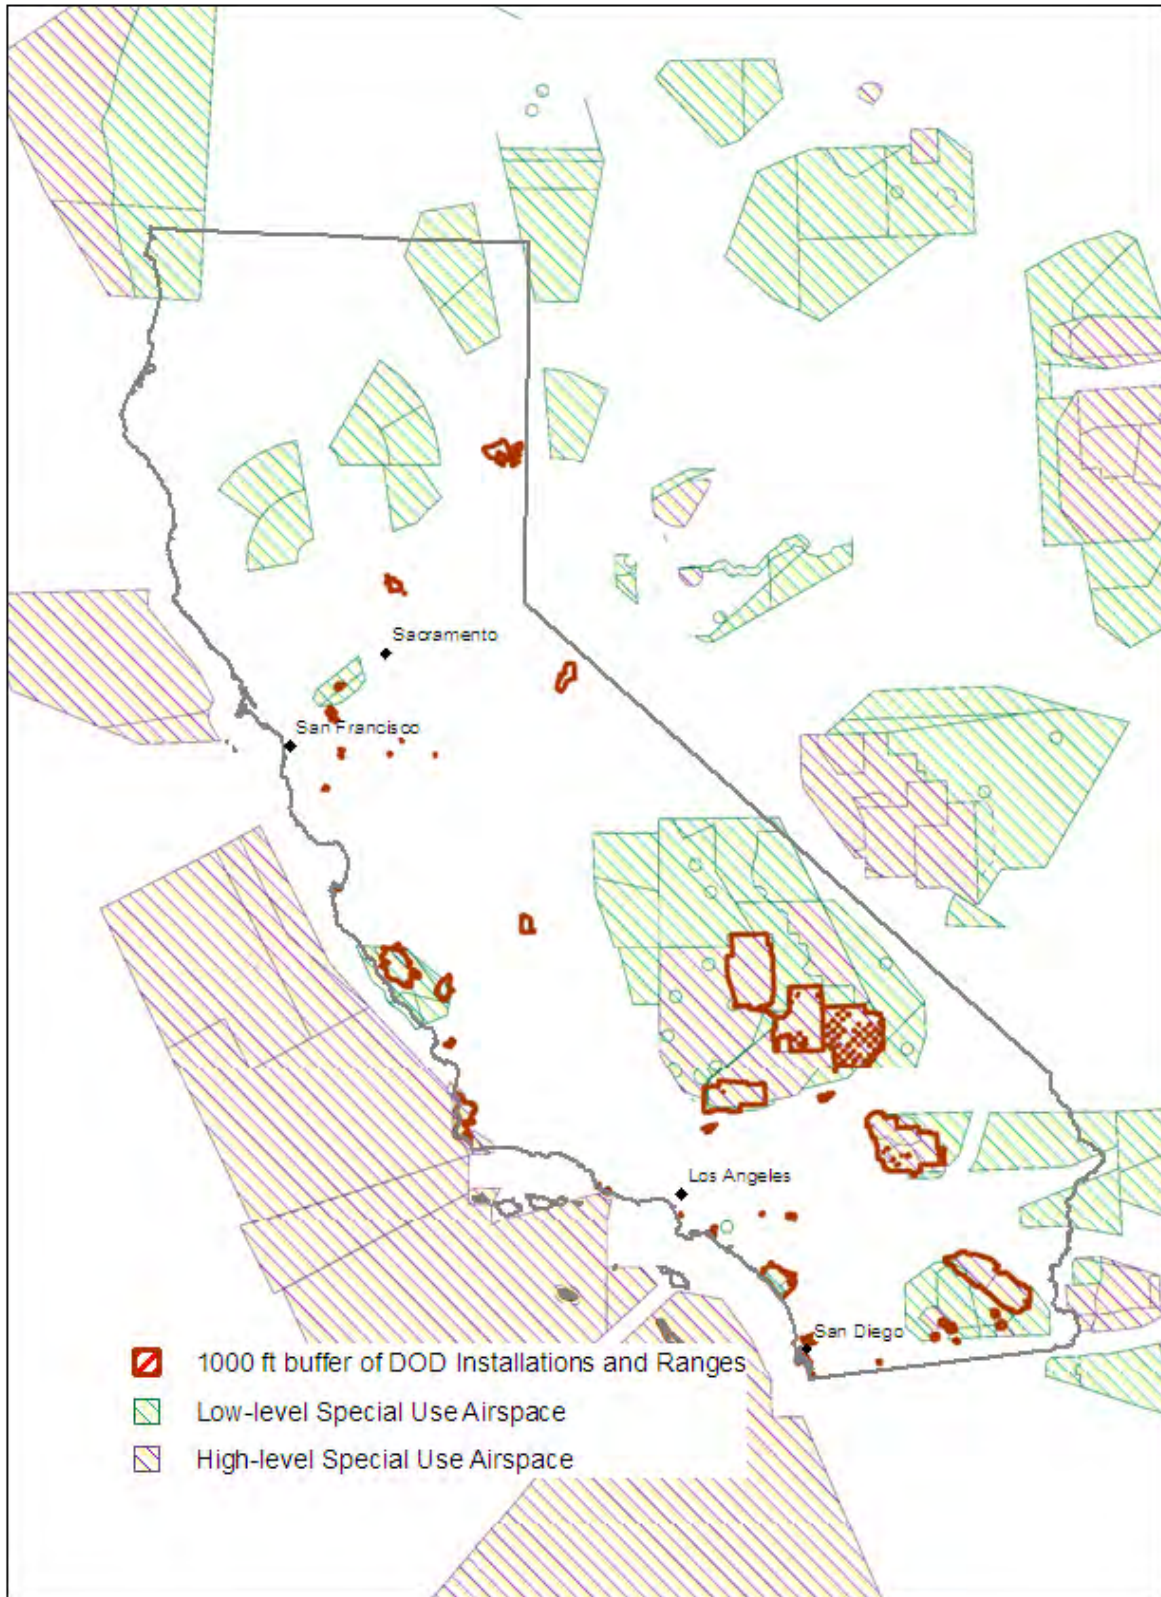 Sacramento
San Francisco
Los Angeles
San Diego
1000 ft buffer of DOD Installations and Ranges
Low-level Special Use Airspace
High-level Special Use Airspace